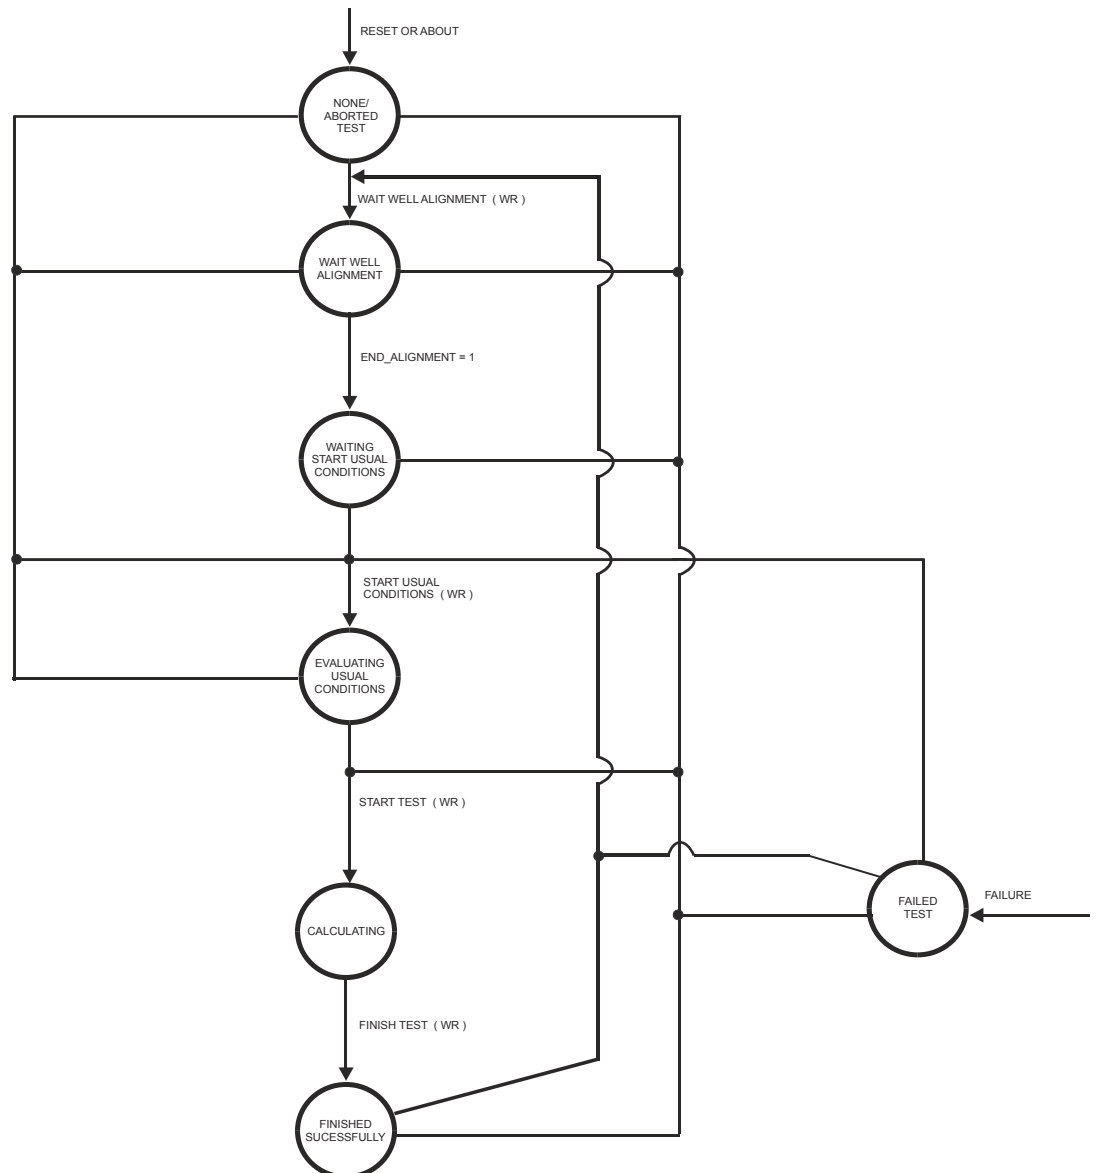 RESET OR ABOUT
NONE/
ABORTED
TEST
WAIT WELL ALIGNMENT ( WR )
WAIT WELL
ALIGNMENT
END_ALIGNMENT = 1
WAITING
START USUAL
CONDITIONS
START USUAL
CONDITIONS ( WR )
EVALUATING
USUAL
CONDITIONS
START TEST ( WR )
CALCULATING
FAILED
TEST
FAILURE
FINISH TEST ( WR )
FINISHED
SUCESSFULLY